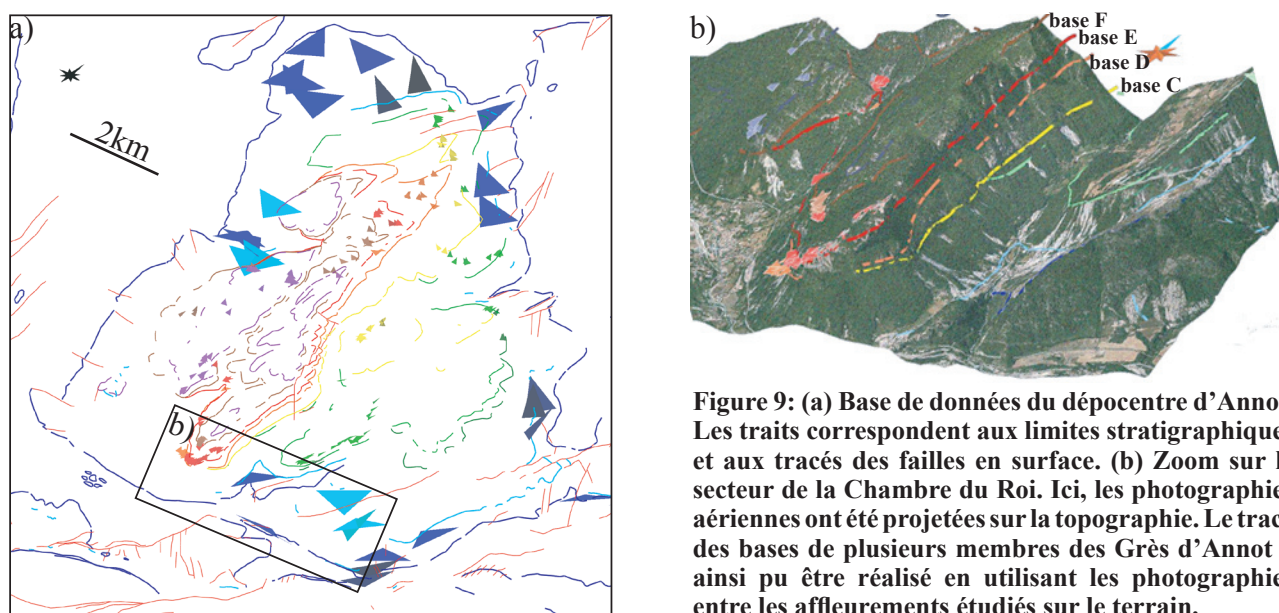 a)
2km
b)
b)
base F
base E
base D
base C
Figure 9: (a) Base de données du dépocentre d'Anno
Les traits correspondent aux limites stratigraphique
et aux tracés des failles en surface. (b) Zoom sur l
secteur de la Chambre du Roi. Ici, les photographie
aériennes ont été projetées sur la topographie. Le trac
des bases de plusieurs membres des Grès d'Annot
ainsi pu être réalisé en utilisant les photographie
entre les affleurements étudiés sur le terrain.